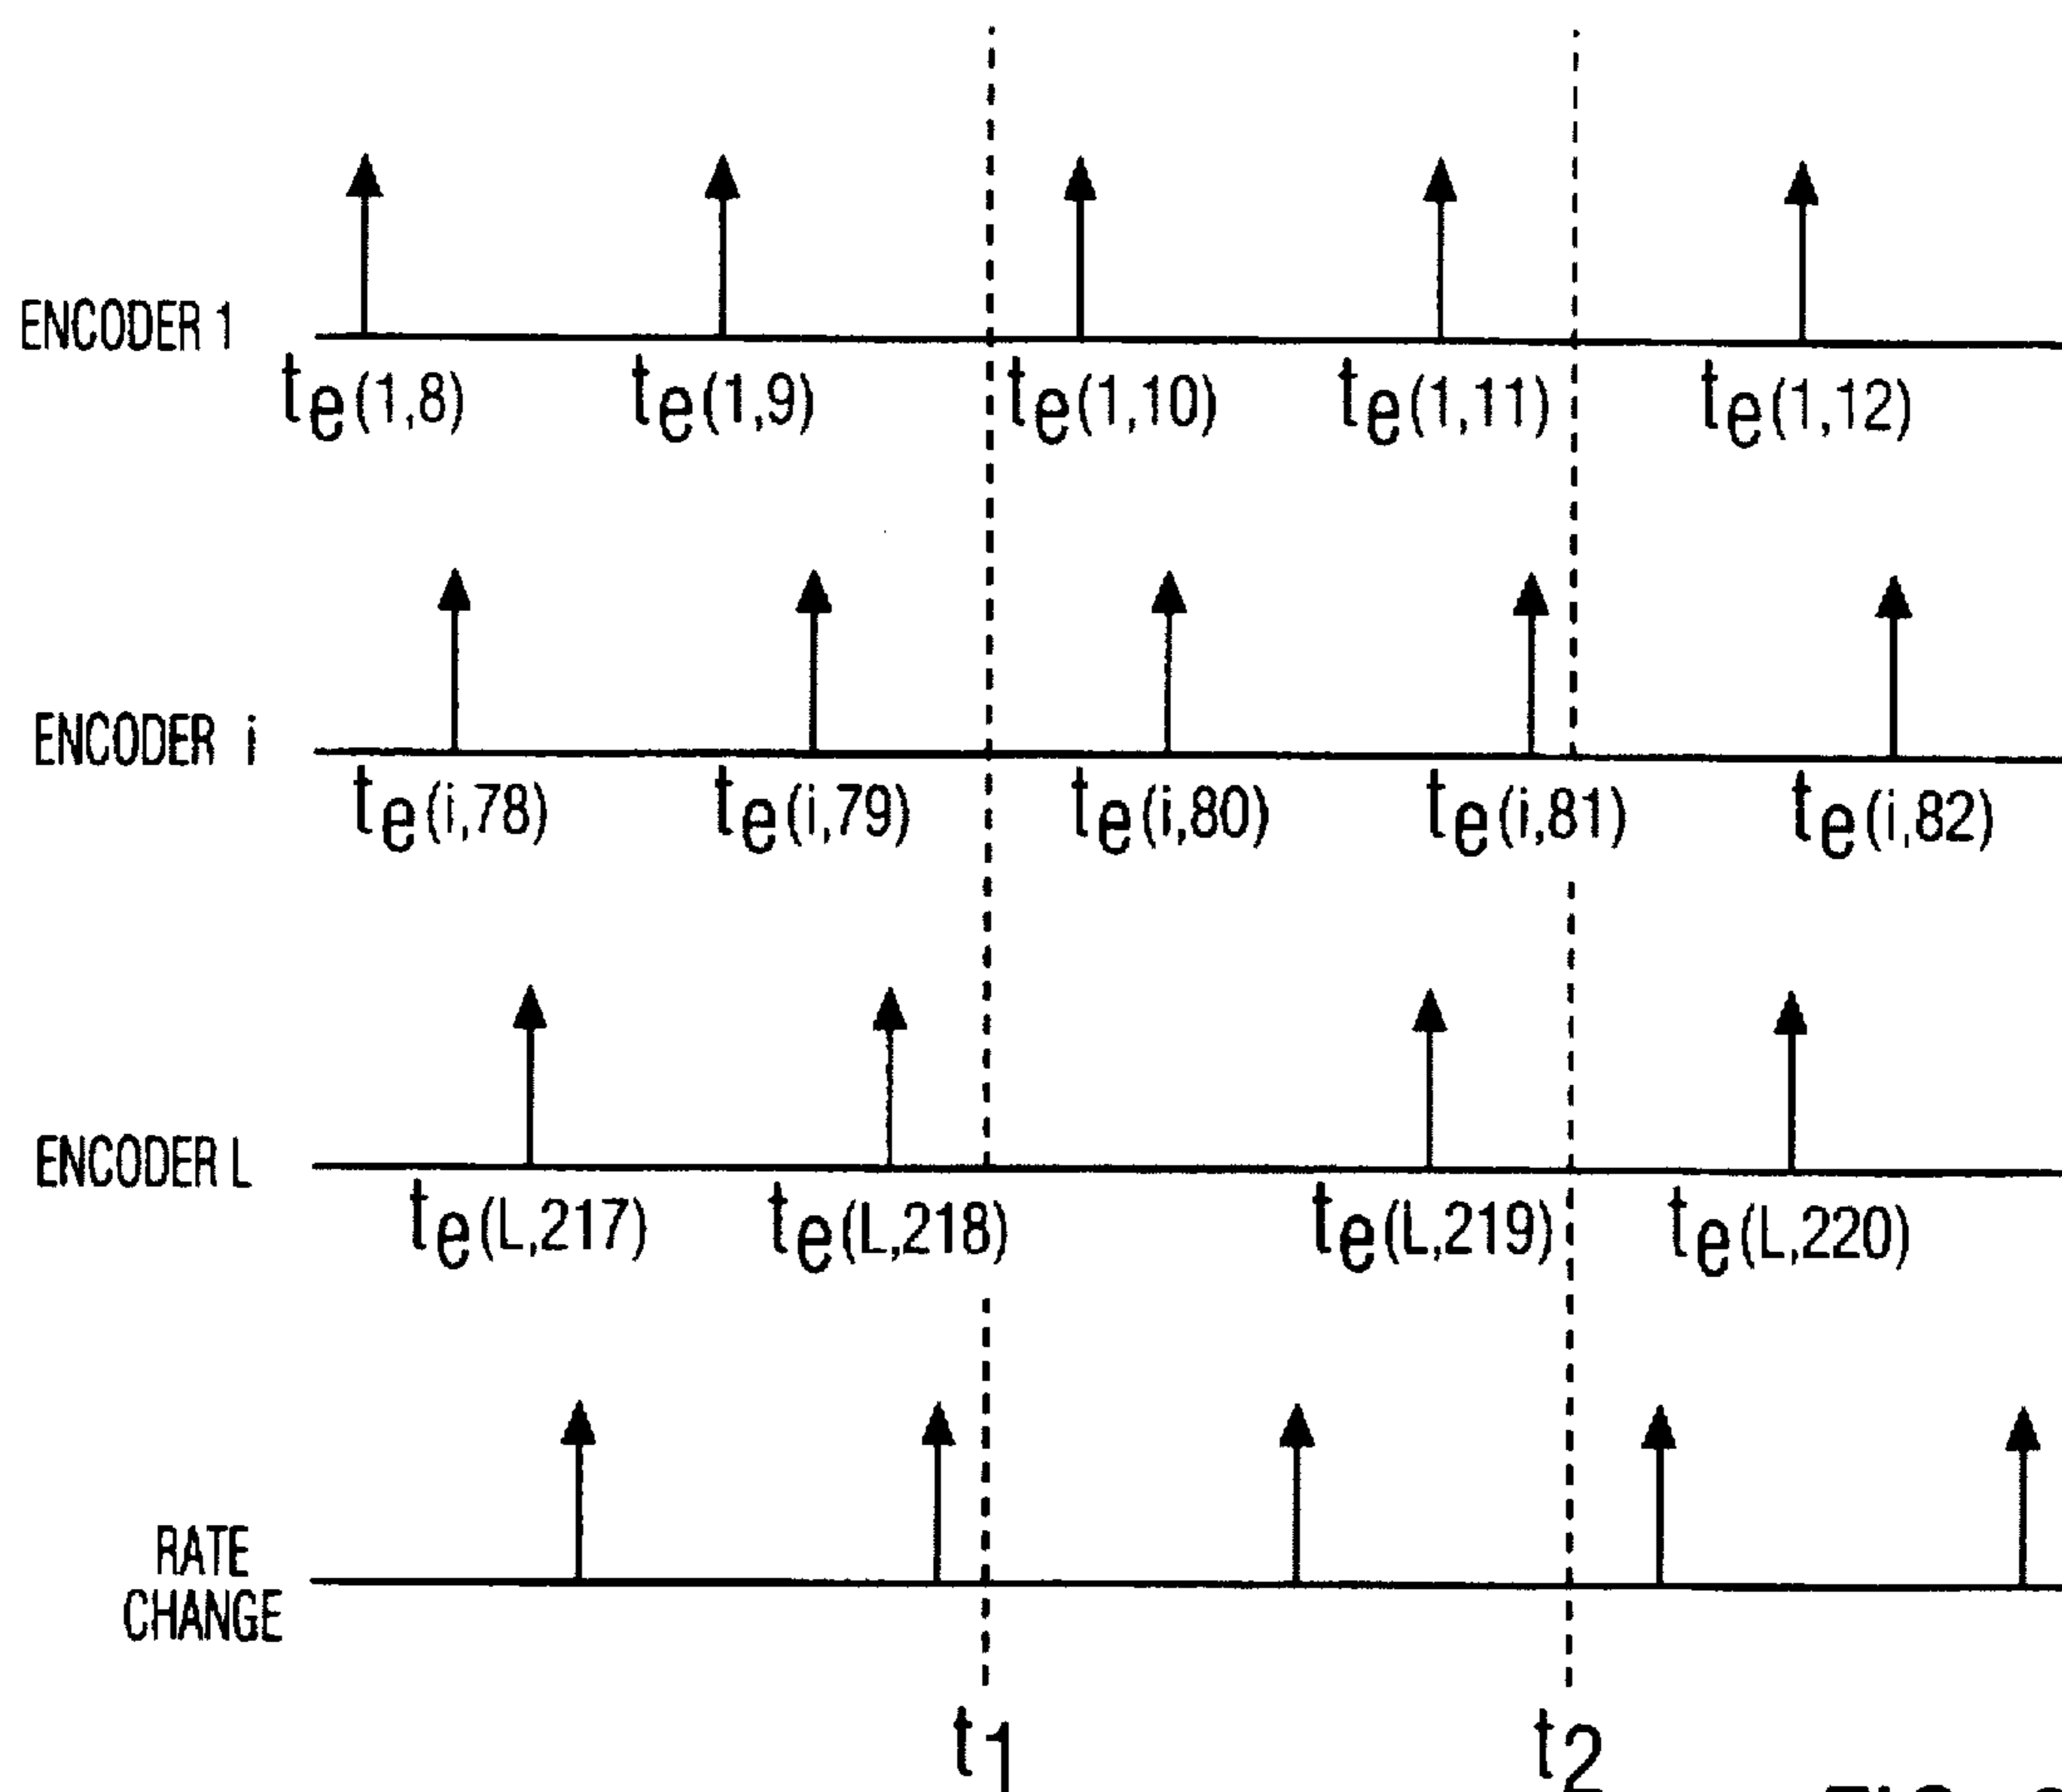 ENCODER 1
te(1,8) te(1,9) te(1,10) te(1,11) te(1,12)
ENCODER i
te(i,78) te(i,79) te(i,80) te(i,81) te(i,82)
ENCODER L
te(L,217) te(L,218) te(L,219) te(L,220)
RATE
CHANGE
t1 t2